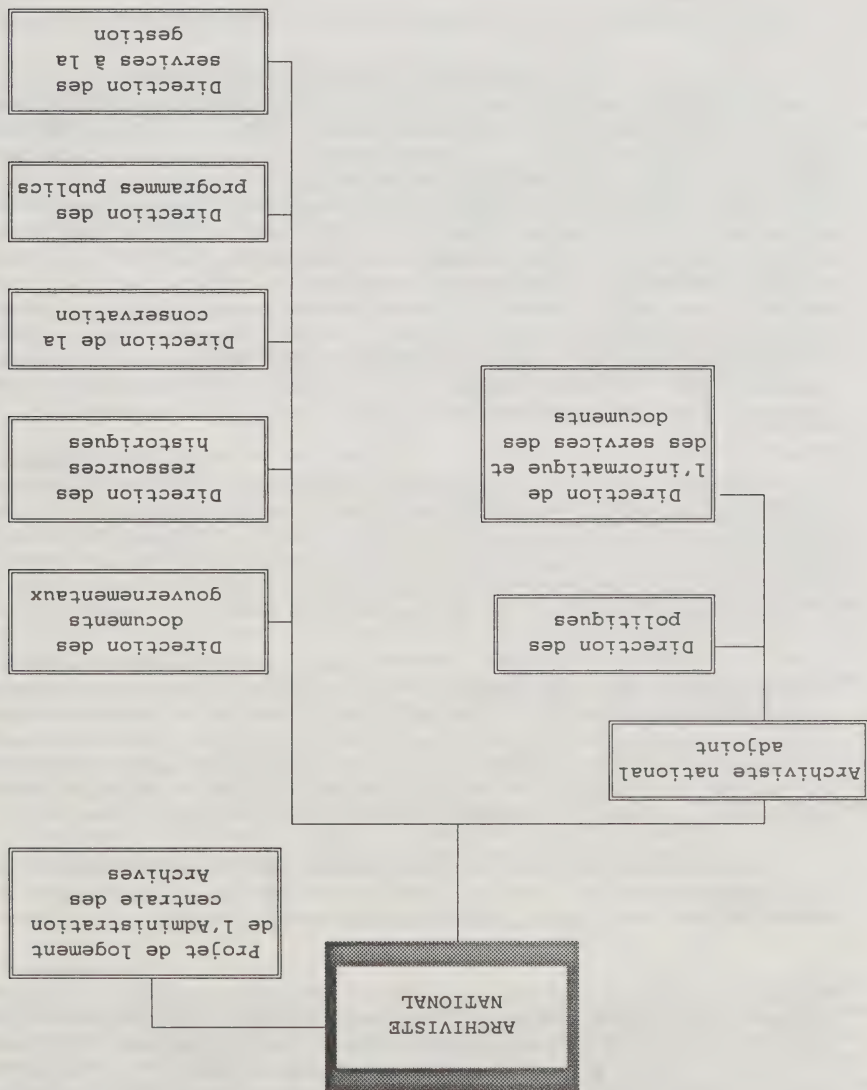 ARCHIVISTE
NATIONAL
Projet de logement
de l'Administration
centrale des
Archives
Archiviste national
adjoint
Direction des
politiques
Direction de
l'informatique et
des services des
documents
Direction des
documents
gouvernementaux
Direction des
ressources
historiques
Direction de la
conservation
Direction des
programmes publics
Direction des
services à la
gestion